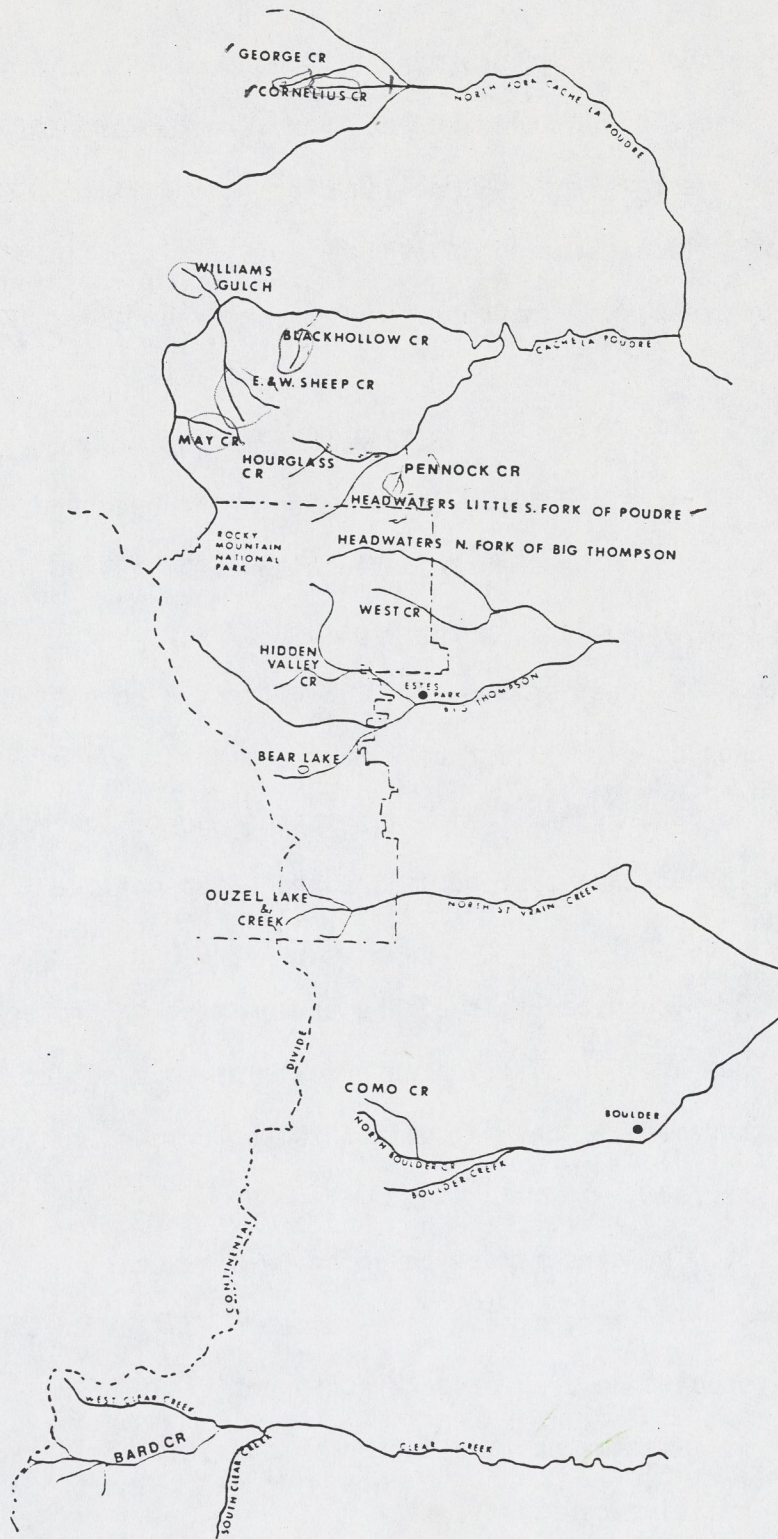 GEORGE CR
CORNELIUS CR
NORTH FORK CACHE LA POUDRE
WILLIAMS
GULCH
BLACKHOLLOW CR
CACHE LA POUDRE
E. & W. SHEEP CR
MAY CR
HOURGLASS
CR
PENNOCK CR
HEADWATERS LITTLE S. FORK OF POUDRE
ROCKY
MOUNTAIN
NATIONAL
PARK
HEADWATERS N. FORK OF BIG THOMPSON
WEST CR
HIDDEN
VALLEY
CR
ESTES
PARK
BIG THOMPSON
BEAR LAKE
OUZEL LAKE
&
CREEK
NORTH ST VRAIN CREEK
CONTINENTAL DIVIDE
COMO CR
BOULDER
NORTH BOULDER CR
BOULDER CREEK
WEST CLEAR CREEK
BARD CR
SOUTH CLEAR CREEK
CLEAR CREEK